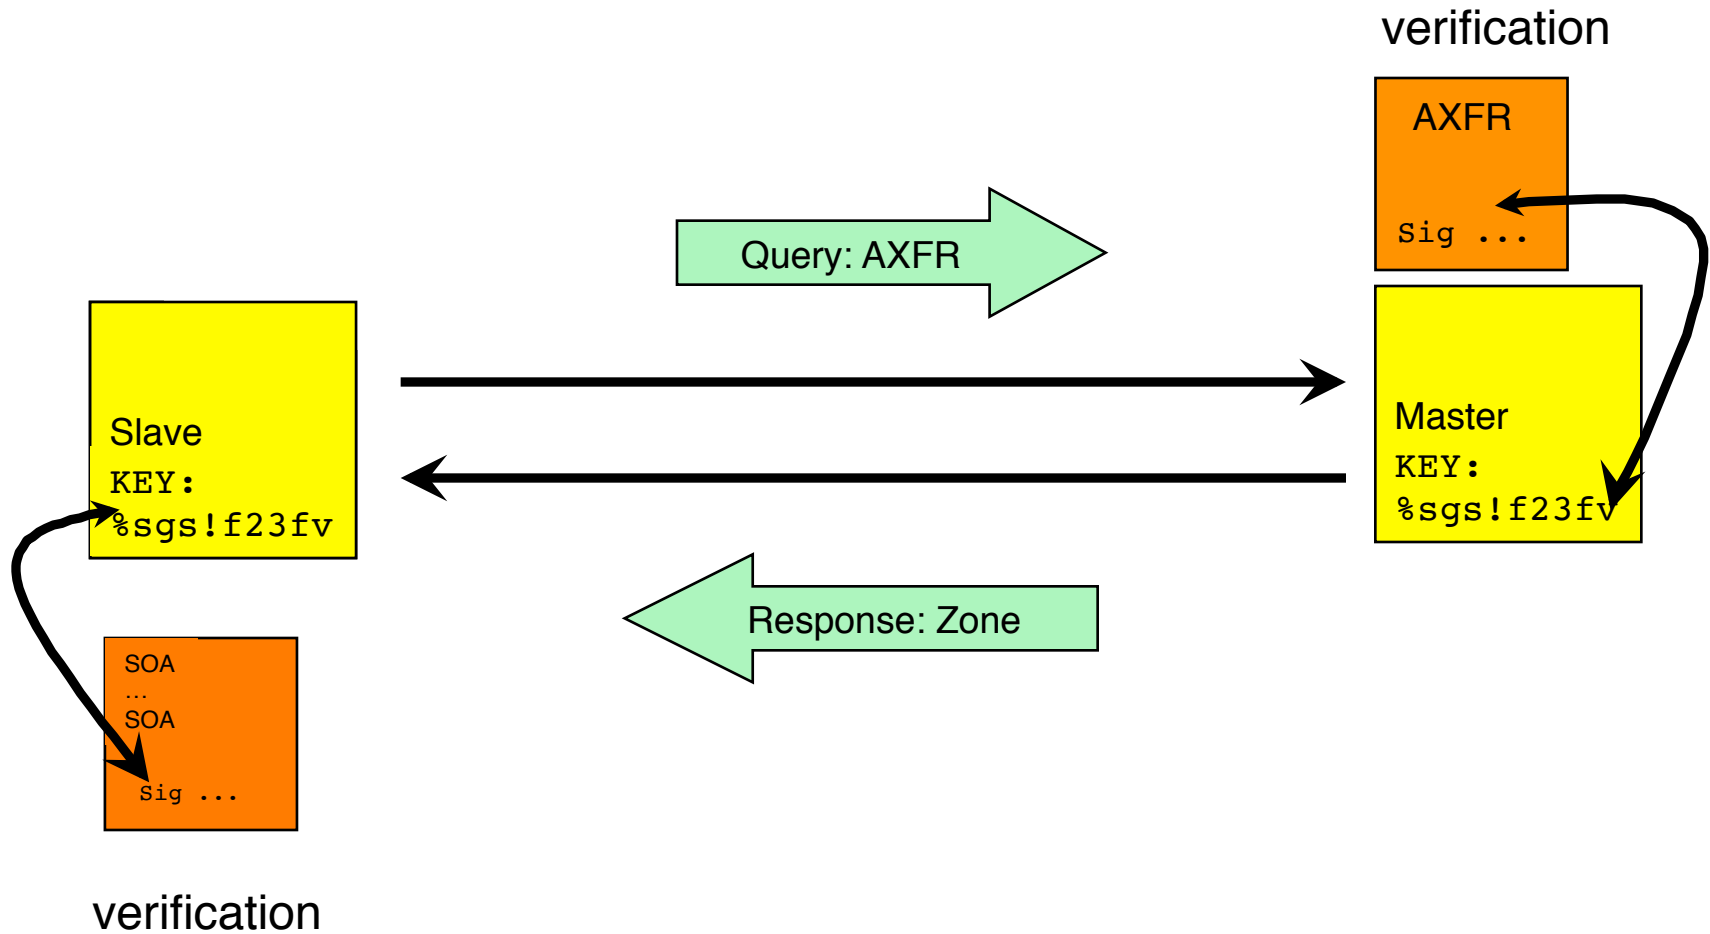 verification
AXFR
Sig ...
Query: AXFR
Slave
KEY:
%sgs!f23fv
Master
KEY:
%sgs!f23fv
Response: Zone
SOA
...
SOA
Sig ...
verification